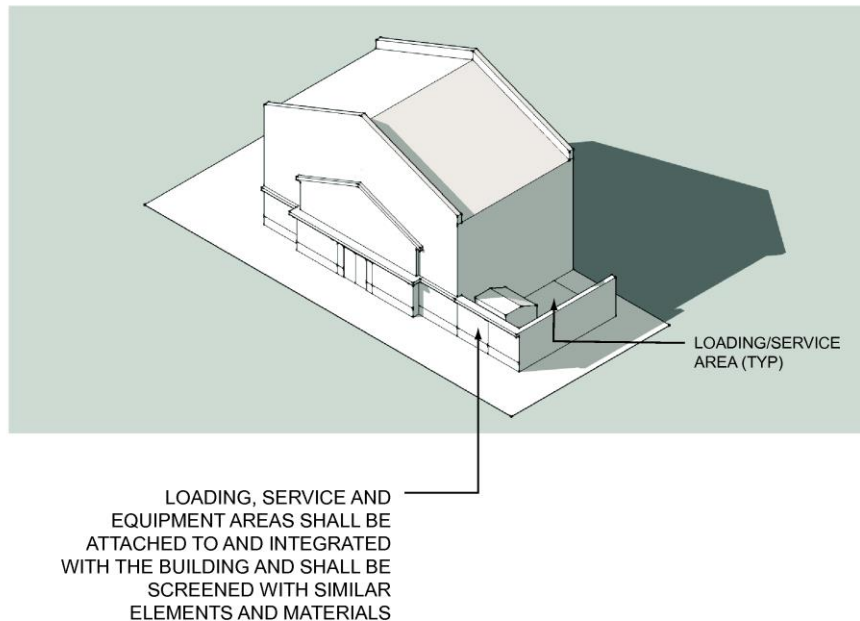 LOADING/SERVICE
AREA (TYP)
LOADING, SERVICE AND
EQUIPMENT AREAS SHALL BE
ATTACHED TO AND INTEGRATED
WITH THE BUILDING AND SHALL BE
SCREENED WITH SIMILAR
ELEMENTS AND MATERIALS